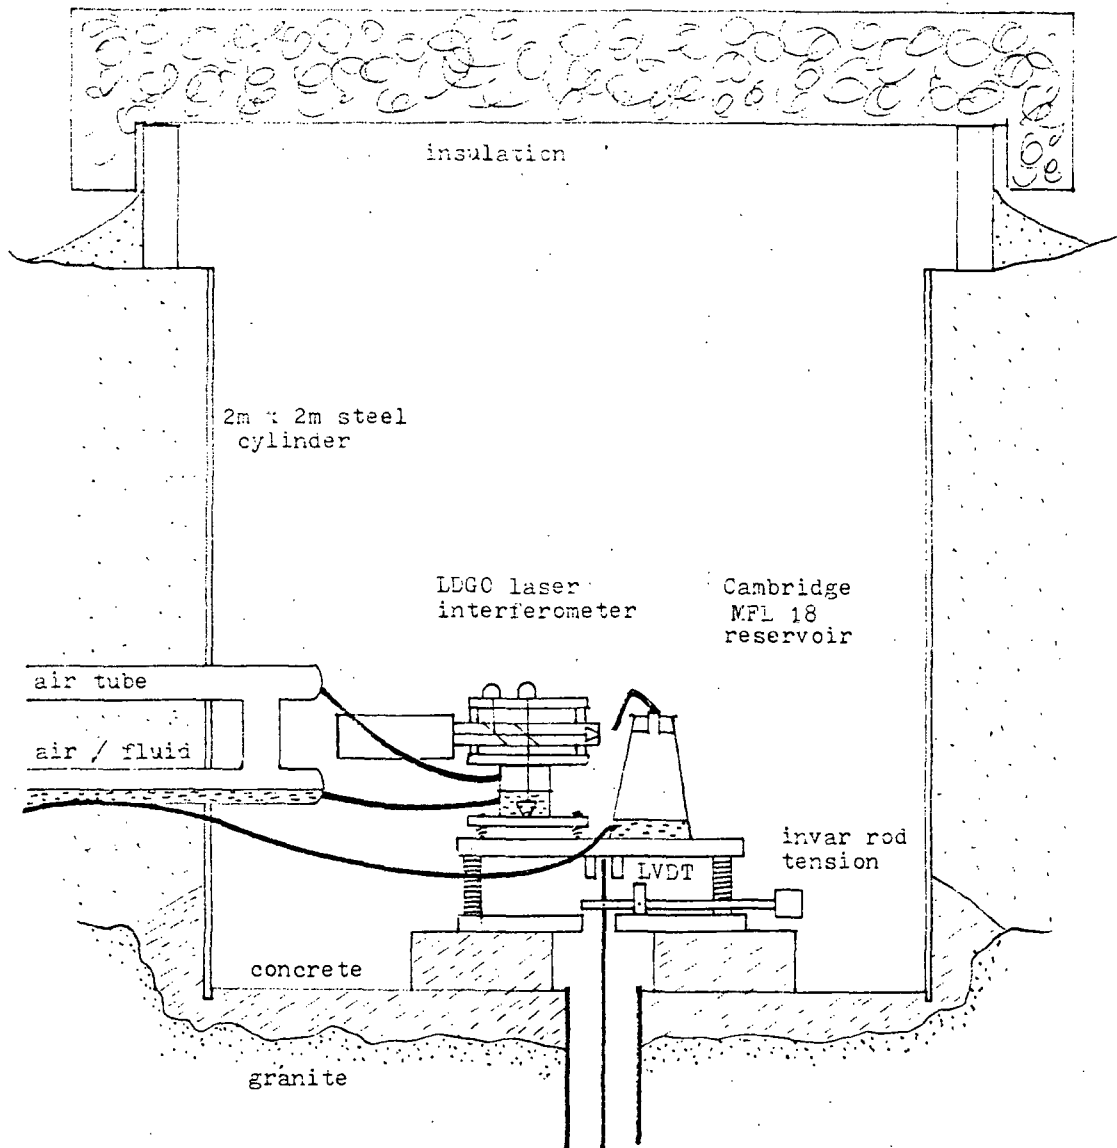 insulation
2m x 2m steel
cylinder
LDGO laser
interferometer
Cambridge
MFL 18
reservoir
air tube
air / fluid
invar rod
tension
LVDT
concrete
granite